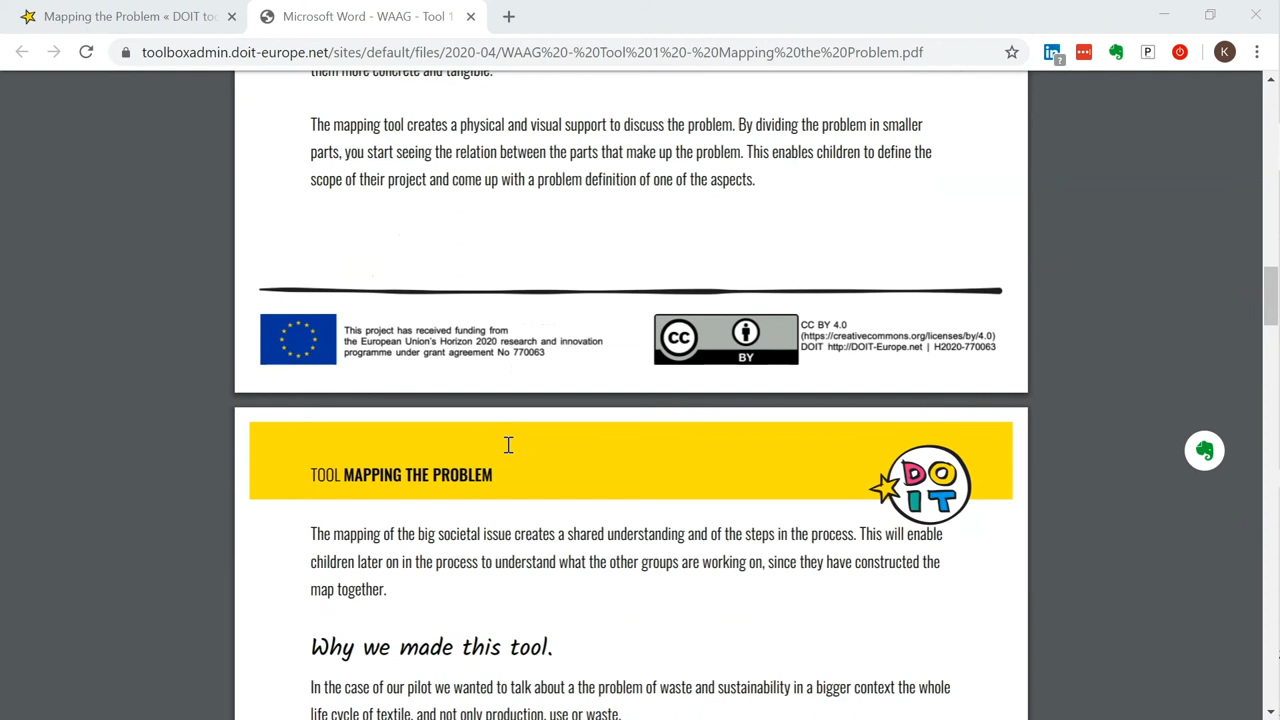 Mapping the Problem « DOIT too
Microsoft Word - WAAG - Tool 1
toolboxadmin.doit-europe.net/sites/default/files/2020-04/WAAG%20-%20Tool%201%20-%20Mapping%20the%20Problem.pdf
K
them more concrete and tangible.
The mapping tool creates a physical and visual support to discuss the problem. By dividing the problem in smaller
parts, you start seeing the relation between the parts that make up the problem. This enables children to define the
scope of their project and come up with a problem definition of one of the aspects.
This project has received funding from
the European Union's Horizon 2020 research and innovation
programme under grant agreement No 770063
CC
BY
CC BY 4.0
(https://creativecommons.org/licenses/by/4.0)
DOIT http://DOIT-Europe.net | H2020-770063
TOOL MAPPING THE PROBLEM
DO
IT
The mapping of the big societal issue creates a shared understanding and of the steps in the process. This will enable
children later on in the process to understand what the other groups are working on, since they have constructed the
map together.
Why we made this tool.
In the case of our pilot we wanted to talk about a the problem of waste and sustainability in a bigger context the whole
life cycle of textile, and not only production, use or waste.